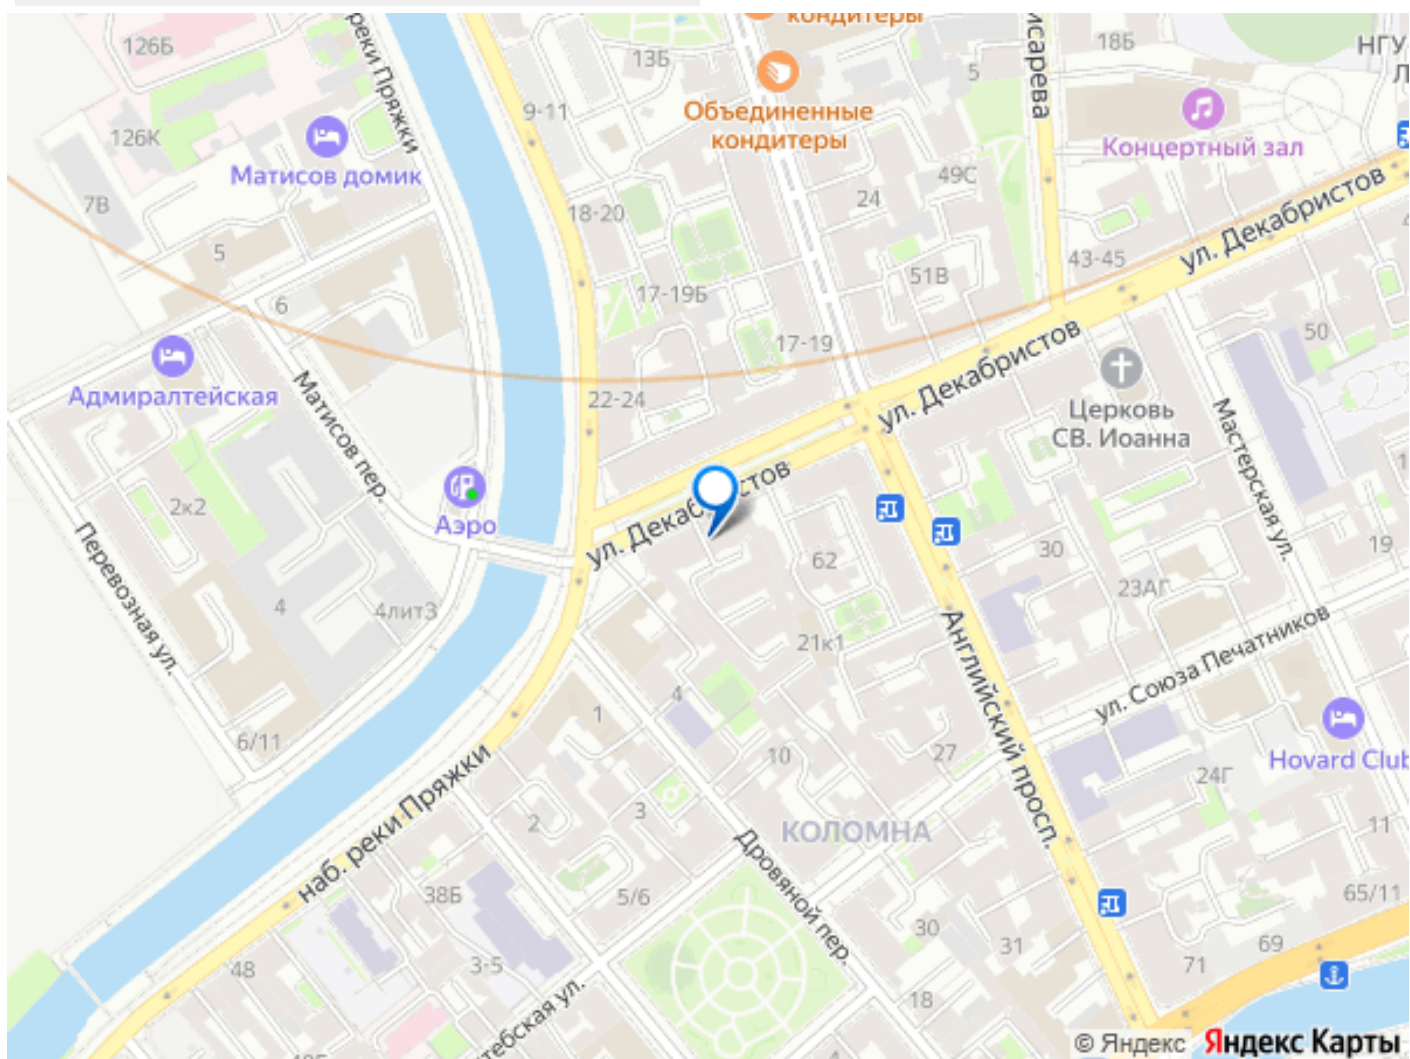 кондитеры
126Б
реки Пряжки
13Б
исарева
18Б
НГУ
5
9-11
Объединенные
кондитеры
126К
Концертный зал
Матисов домик
49С
24
7В
18-20
ул. Декабристов
5
43-45
51В
17-19Б
6
17-19
50
ул. Декабристов
Адмиралтейская
Матисов пер.
22-24
Церковь
СВ. Иоанна
Мастерская ул.
2к2
Аэро
ул. Декабристов
Перевозная ул.
62
30
19
23АГ
4
4лит3
21к1
Английский просп.
ул. Союза Печатников
4
1
6/11
наб. реки Пряжки
10
27
24Г
Hovard Club
3
2
КОЛОМНА
Дровяной пер.
11
38Б
5/6
65/11
30
31
69
48
3-5
71
18
тебская ул.
© Яндекс Яндекс Карты